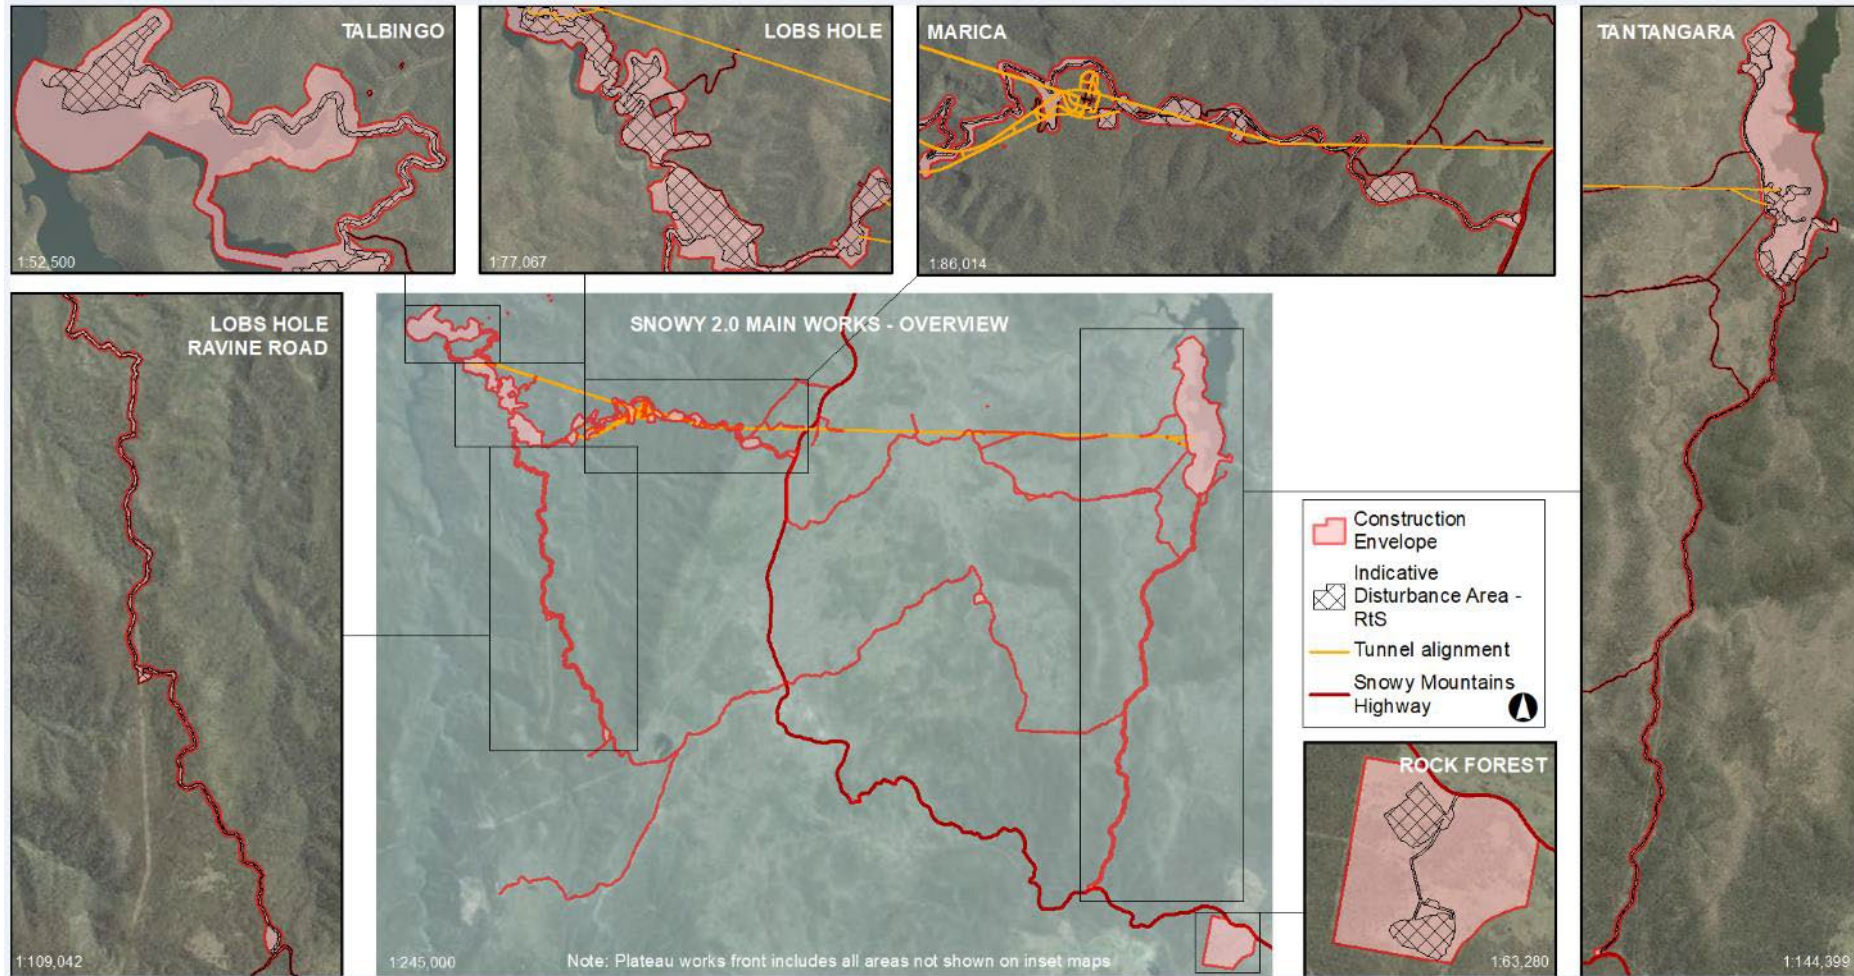 TALBINGO
1:52,500
LOBS HOLE
1:77,067
MARICA
1:86,014
TANTANGARA
1:144,399
LOBS HOLE
RAVINE ROAD
1:109,042
SNOWY 2.0 MAIN WORKS - OVERVIEW
1:245,000
Note: Plateau works front includes all areas not shown on inset maps
Construction
Envelope
Indicative
Disturbance Area -
RtS
Tunnel alignment
Snowy Mountains
Highway
ROCK FOREST
1:63,280